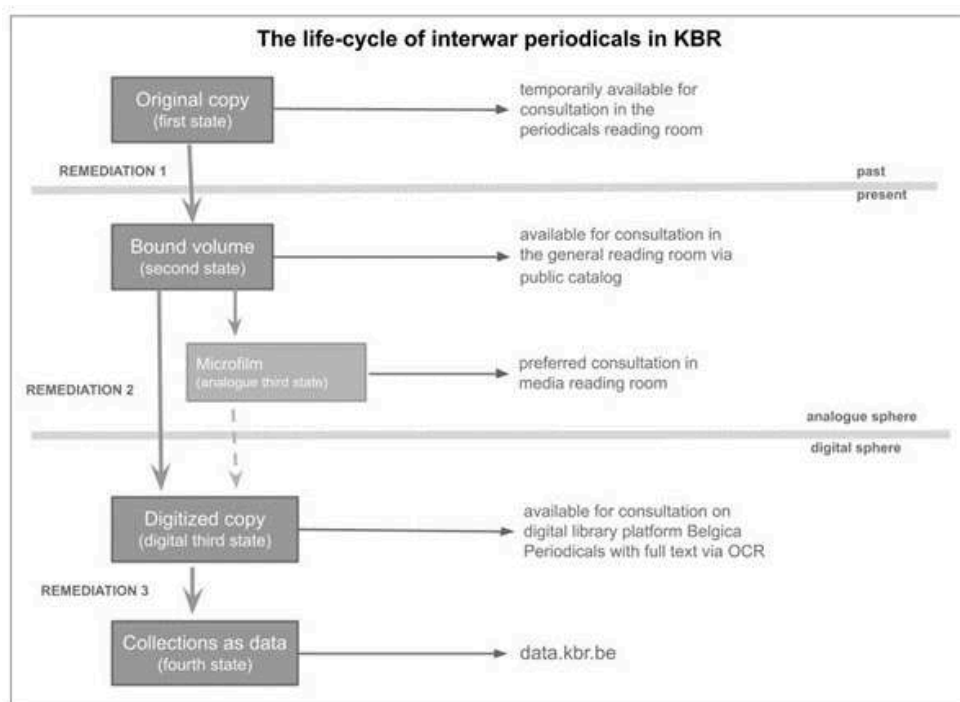 The life-cycle of interwar periodicals in KBR
Original copy
(first state)
temporarily available for
consultation in the
periodicals reading room
REMEDIATION 1
past
present
Bound volume
(second state)
available for consultation in
the general reading room via
public catalog
Microfilm
(analogue third state)
preferred consultation in
media reading room
REMEDIATION 2
analogue sphere
digital sphere
Digitized copy
(digital third state)
available for consultation on
digital library platform Belgica
Periodicals with full text via OCR
REMEDIATION 3
Collections as data
(fourth state)
data.kbr.be